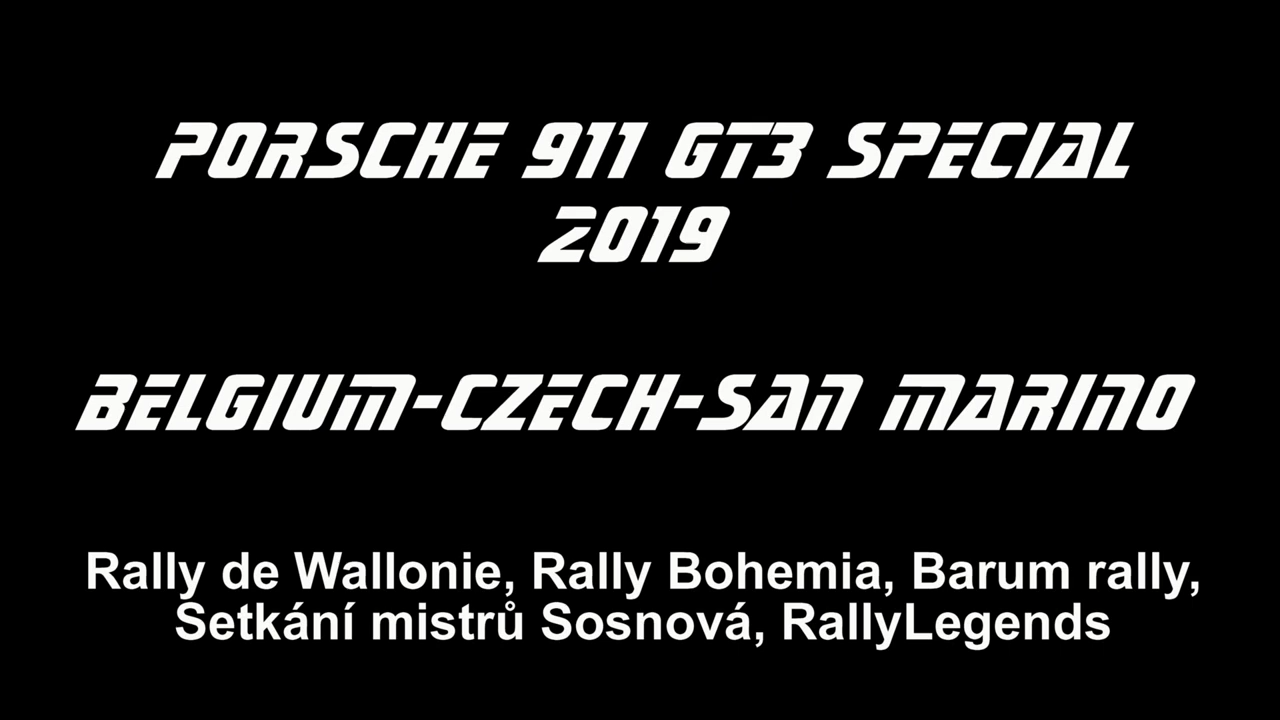 PORSCHE 911 GT3 SPECIAL
2019
BELGIUM-CZECH-SAN MARINO
Rally de Wallonie, Rally Bohemia, Barum rally,
Setkání mistrů Sosnová, RallyLegends